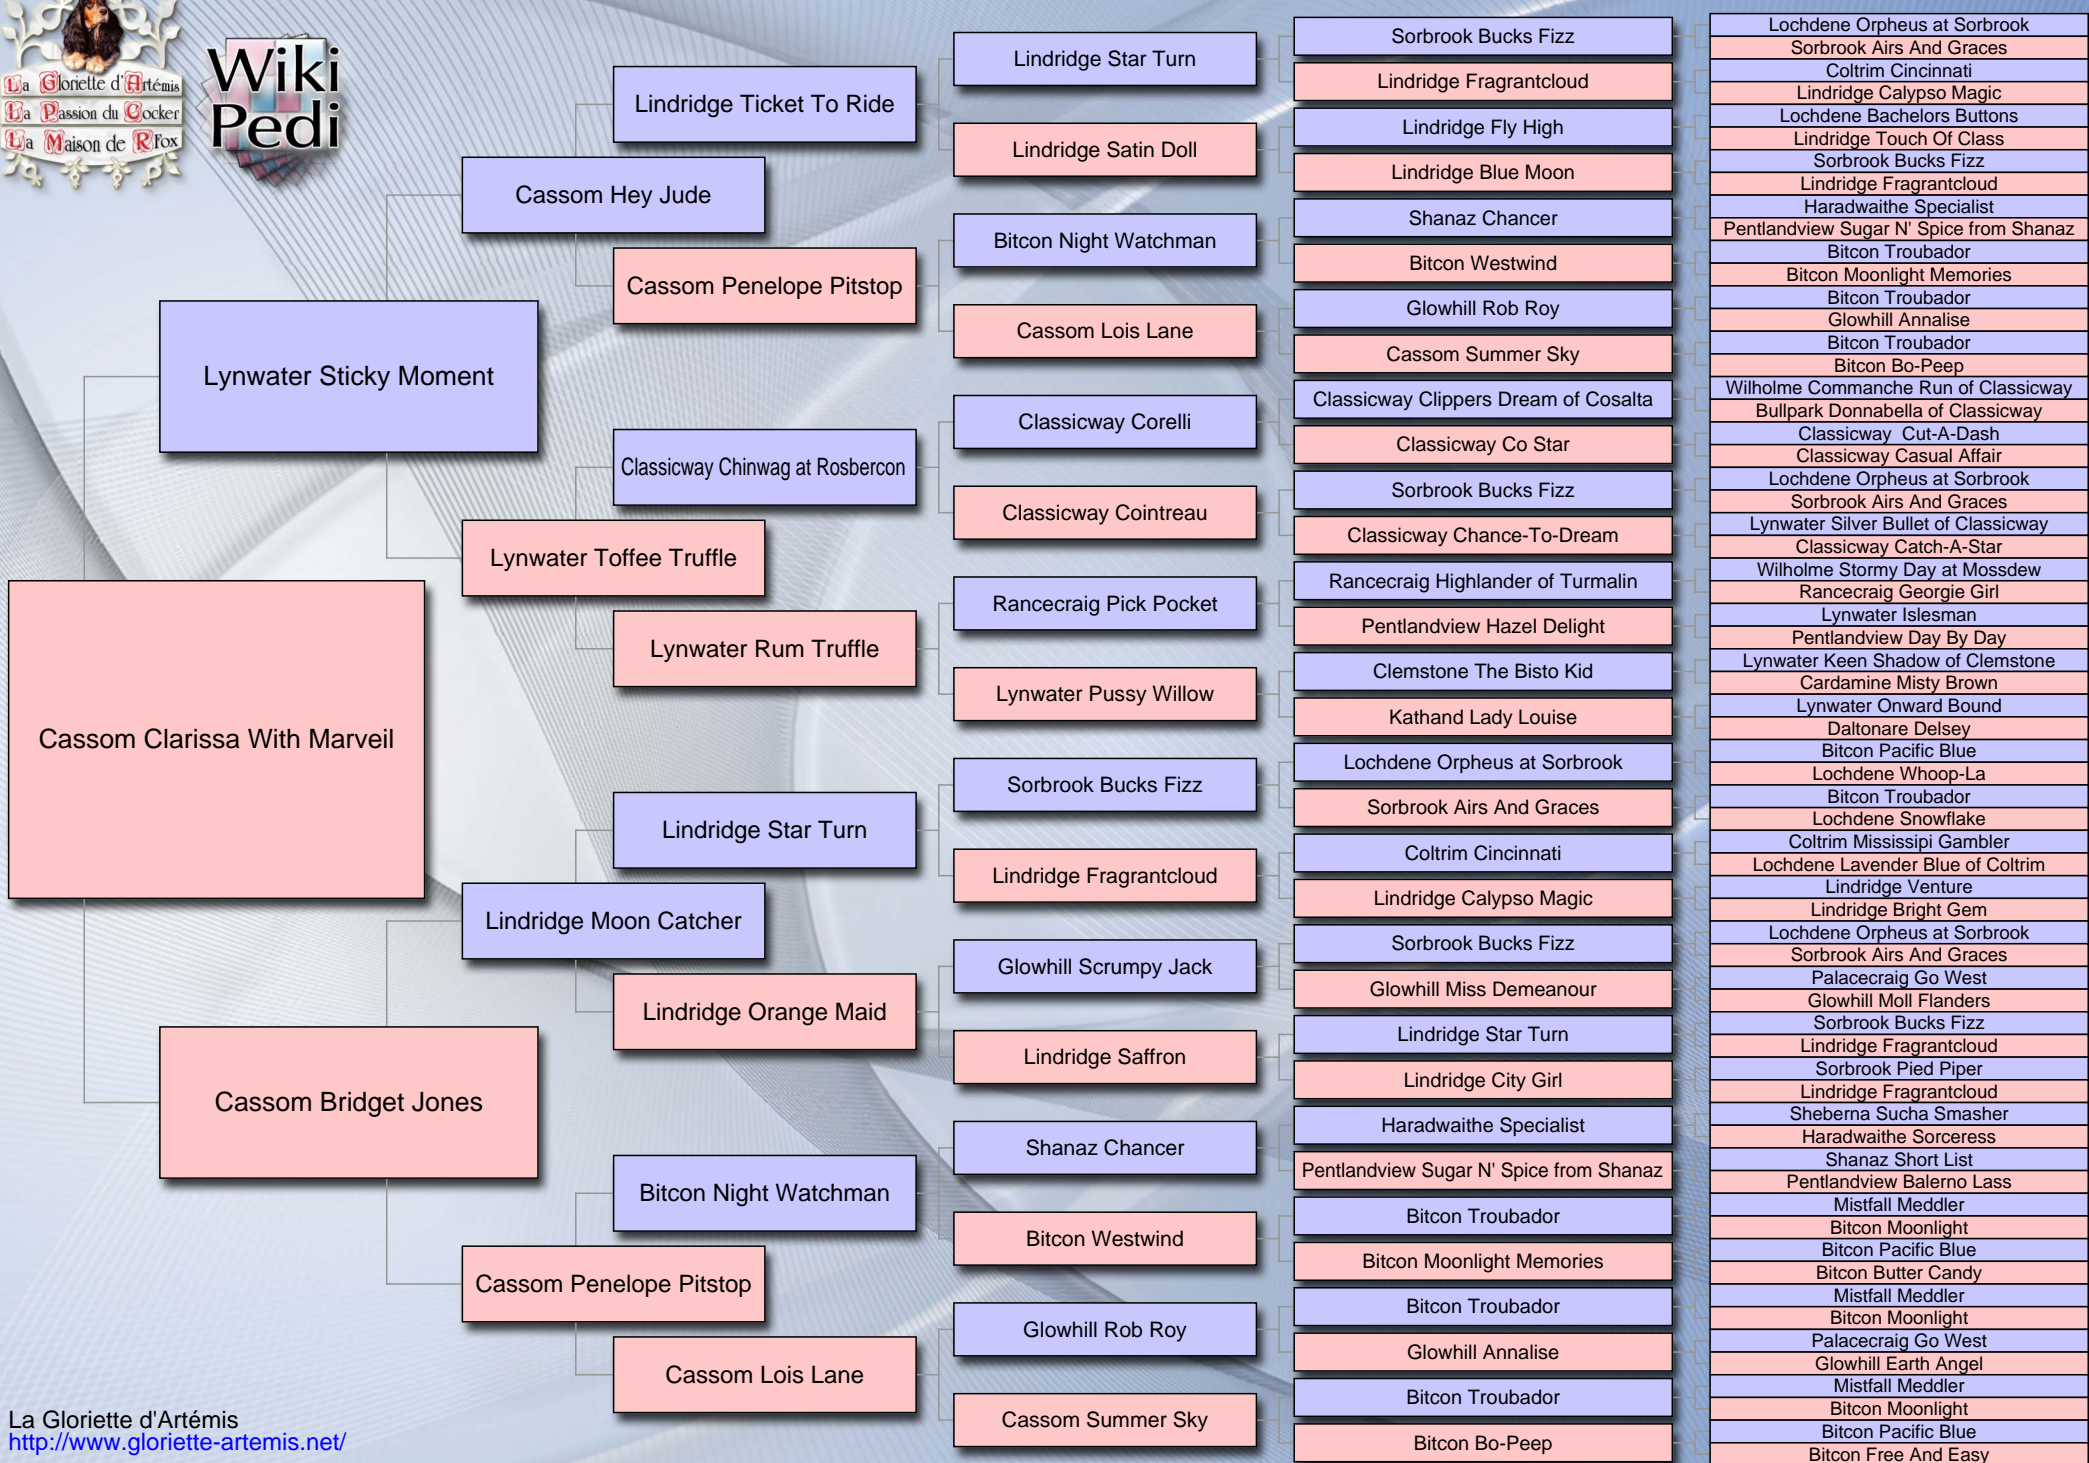 La Gloriette d'Artémis
La Passion du Cocker
La Maison de R'Fox
Wiki
Pedi
Cassom Clarissa With Marveil
Lynwater Sticky Moment
Cassom Bridget Jones
Cassom Hey Jude
Lynwater Toffee Truffle
Lindridge Moon Catcher
Cassom Penelope Pitstop
Lindridge Ticket To Ride
Cassom Penelope Pitstop
Classicway Chinwag at Rosbercon
Lynwater Rum Truffle
Lindridge Star Turn
Lindridge Orange Maid
Bitcon Night Watchman
Cassom Lois Lane
Lindridge Star Turn
Lindridge Satin Doll
Bitcon Night Watchman
Cassom Lois Lane
Classicway Corelli
Classicway Cointreau
Rancecraig Pick Pocket
Lynwater Pussy Willow
Sorbrook Bucks Fizz
Lindridge Fragrantcloud
Glowhill Scrumpy Jack
Lindridge Saffron
Shanaz Chancer
Bitcon Westwind
Glowhill Rob Roy
Cassom Summer Sky
Sorbrook Bucks Fizz
Lindridge Fragrantcloud
Lindridge Fly High
Lindridge Blue Moon
Shanaz Chancer
Bitcon Westwind
Glowhill Rob Roy
Cassom Summer Sky
Classicway Clippers Dream of Cosalta
Classicway Co Star
Sorbrook Bucks Fizz
Classicway Chance-To-Dream
Rancecraig Highlander of Turmalin
Pentlandview Hazel Delight
Clemstone The Bisto Kid
Kathand Lady Louise
Lochdene Orpheus at Sorbrook
Sorbrook Airs And Graces
Coltrim Cincinnati
Lindridge Calypso Magic
Sorbrook Bucks Fizz
Glowhill Miss Demeanour
Lindridge Star Turn
Lindridge City Girl
Haradwaithe Specialist
Pentlandview Sugar N' Spice from Shanaz
Bitcon Troubador
Bitcon Moonlight Memories
Bitcon Troubador
Glowhill Annalise
Bitcon Troubador
Bitcon Bo-Peep
Lochdene Orpheus at Sorbrook
Sorbrook Airs And Graces
Coltrim Cincinnati
Lindridge Calypso Magic
Lochdene Bachelors Buttons
Lindridge Touch Of Class
Sorbrook Bucks Fizz
Lindridge Fragrantcloud
Haradwaithe Specialist
Pentlandview Sugar N' Spice from Shanaz
Bitcon Troubador
Bitcon Moonlight Memories
Bitcon Troubador
Glowhill Annalise
Bitcon Troubador
Bitcon Bo-Peep
Wilholme Commanche Run of Classicway
Bullpark Donnabella of Classicway
Classicway Cut-A-Dash
Classicway Casual Affair
Lochdene Orpheus at Sorbrook
Sorbrook Airs And Graces
Lynwater Silver Bullet of Classicway
Classicway Catch-A-Star
Wilholme Stormy Day at Mossdew
Rancecraig Georgie Girl
Lynwater Islesman
Pentlandview Day By Day
Lynwater Keen Shadow of Clemstone
Cardamine Misty Brown
Lynwater Onward Bound
Daltonare Delsey
Bitcon Pacific Blue
Lochdene Whoop-La
Bitcon Troubador
Lochdene Snowflake
Coltrim Mississipi Gambler
Lochdene Lavender Blue of Coltrim
Lindridge Venture
Lindridge Bright Gem
Lochdene Orpheus at Sorbrook
Sorbrook Airs And Graces
Palacecraig Go West
Glowhill Moll Flanders
Sorbrook Bucks Fizz
Lindridge Fragrantcloud
Sorbrook Pied Piper
Lindridge Fragrantcloud
Sheberna Sucha Smasher
Haradwaithe Sorceress
Shanaz Short List
Pentlandview Balerno Lass
Mistfall Meddler
Bitcon Moonlight
Bitcon Pacific Blue
Bitcon Butter Candy
Mistfall Meddler
Bitcon Moonlight
Palacecraig Go West
Glowhill Earth Angel
Mistfall Meddler
Bitcon Moonlight
Bitcon Pacific Blue
Bitcon Free And Easy
La Gloriette d'Artémis
http://www.gloriette-artemis.net/